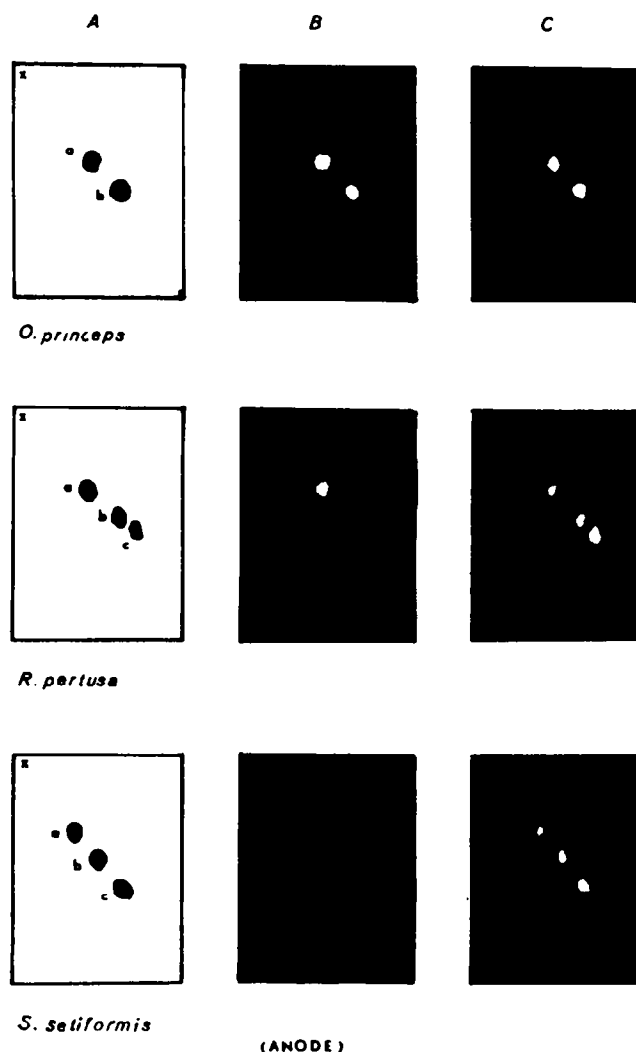 A B C
x
a
b
O. princeps
x
a
b
c
R. pertusa
x
a
b
c
S. setiformis
(ANODE)